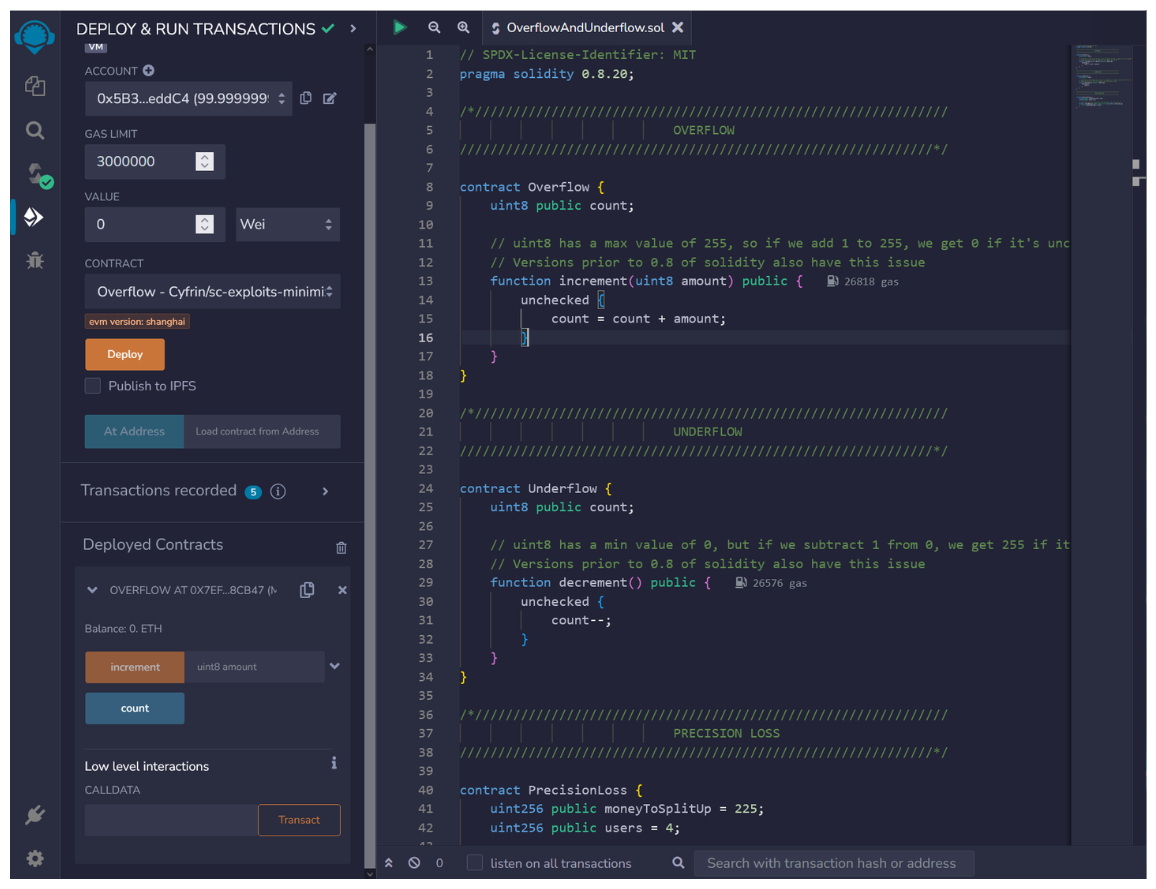 DEPLOY & RUN TRANSACTIONS
VM
ACCOUNT
0x5B3...eddC4 (99.999999
GAS LIMIT
3000000
VALUE
0
Wei
CONTRACT
Overflow - Cyfrin/sc-exploits-minimi
evm version: shanghai
Deploy
Publish to IPFS
At Address
Load contract from Address
Transactions recorded 5 i
Deployed Contracts
OVERFLOW AT 0X7EF...8CB47 (M
Balance: 0. ETH
increment
uint8 amount
count
Low level interactions
i
CALLDATA
Transact
OverflowAndUnderflow.sol
1 // SPDX-License-Identifier: MIT
2 pragma solidity 0.8.20;
3
4 /*//////////////////////////////////////////////////////////////
5 OVERFLOW
6 //////////////////////////////////////////////////////////////*/
7
8 contract Overflow {
9 uint8 public count;
10
11 // uint8 has a max value of 255, so if we add 1 to 255, we get 0 if it's unc
12 // Versions prior to 0.8 of solidity also have this issue
13 function increment(uint8 amount) public { 26818 gas
14 unchecked {
15 count = count + amount;
16 }
17 }
18 }
19
20 /*//////////////////////////////////////////////////////////////
21 UNDERFLOW
22 //////////////////////////////////////////////////////////////*/
23
24 contract Underflow {
25 uint8 public count;
26
27 // uint8 has a min value of 0, but if we subtract 1 from 0, we get 255 if it
28 // Versions prior to 0.8 of solidity also have this issue
29 function decrement() public { 26576 gas
30 unchecked {
31 count--;
32 }
33 }
34 }
35
36 /*//////////////////////////////////////////////////////////////
37 PRECISION LOSS
38 //////////////////////////////////////////////////////////////*/
39
40 contract PrecisionLoss {
41 uint256 public moneyToSplitUp = 225;
42 uint256 public users = 4;
0
listen on all transactions
Search with transaction hash or address